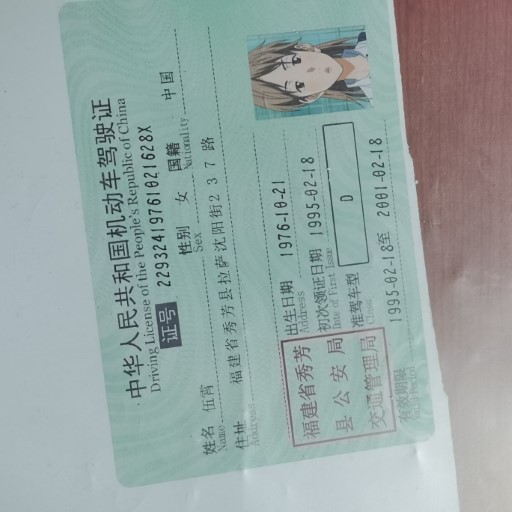 中华人民共和国机动车驾驶证
Driving License of the People's Republic of China
证号 22932419761021628X
姓名 伍霄 性别 女 国籍 中国
Name Sex Nationality
住址 福建省秀芳县拉萨沈阳街237路
Address
出生日期 1976-10-21
Address
初次领证日期 1995-02-18
Date of First Issue
准驾车型 D
Class
福建省秀芳
县公安局
交通管理局
有效期限 1995-02-18至 2001-02-18